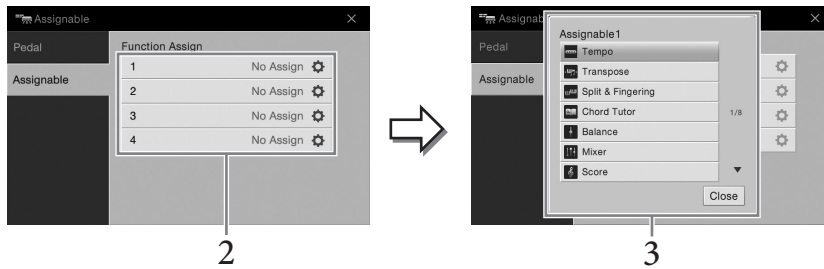 Assignable
Pedal
Assignable
Function Assign
1 No Assign
2 No Assign
3 No Assign
4 No Assign
2
Assignab
Pedal
Assignable
Assignable1
Tempo
Transpose
Split & Fingering
Chord Tutor
Balance
Mixer
Score
1/8
Close
3